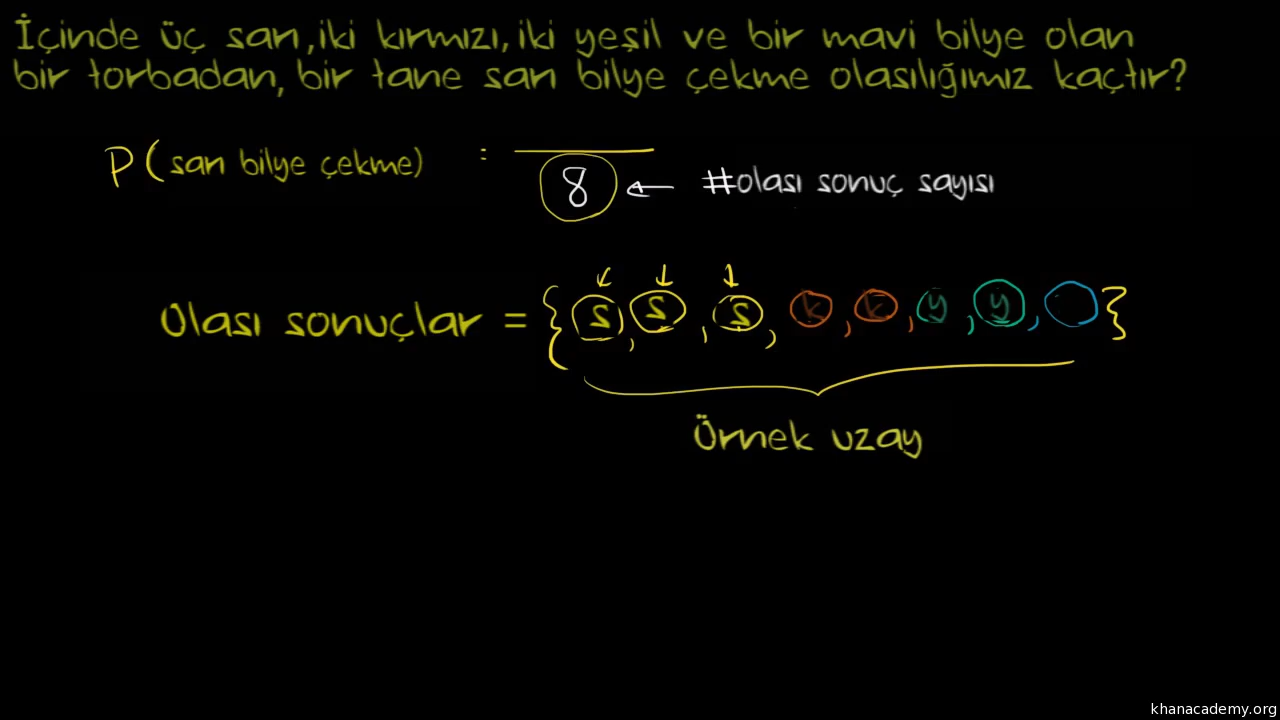 İçinde üç sarı, iki kırmızı, iki yeşil ve bir mavi bilye olan
bir torbadan, bir tane sarı bilye çekme olasılığımız kaçtır?
P(sarı bilye çekme) = 
8 ← #olası sonuç sayısı
Olası sonuçlar = {s, s, s, k, k, y, y, }
Örnek uzay
khanacademy.org